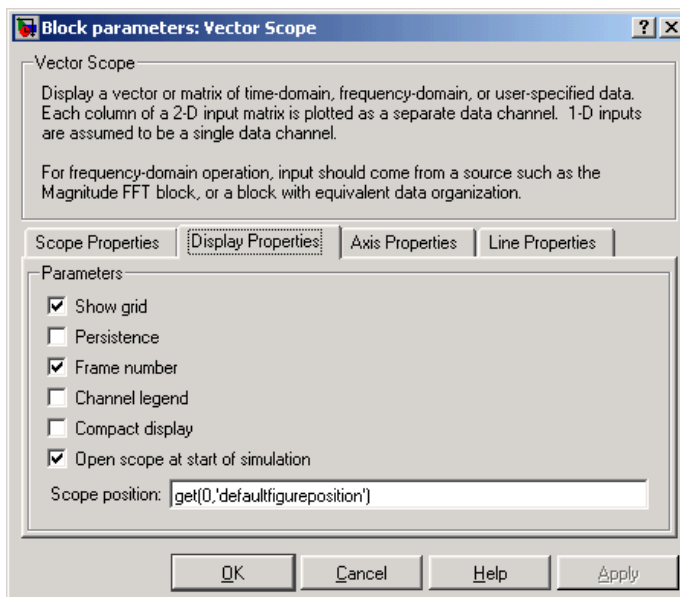 Block parameters: Vector Scope
Vector Scope
Display a vector or matrix of time-domain, frequency-domain, or user-specified data.
Each column of a 2-D input matrix is plotted as a separate data channel. 1-D inputs
are assumed to be a single data channel.
For frequency-domain operation, input should come from a source such as the
Magnitude FFT block, or a block with equivalent data organization.
Scope Properties Display Properties Axis Properties Line Properties
Parameters
Show grid
Persistence
Frame number
Channel legend
Compact display
Open scope at start of simulation
Scope position: get(0,'defaultfigureposition')
OK Cancel Help Apply